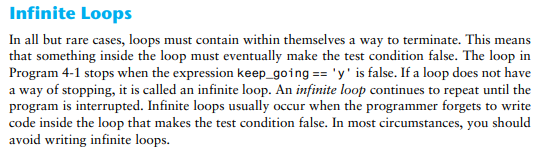 Infinite Loops
In all but rare cases, loops must contain within themselves a way to terminate. This means
that something inside the loop must eventually make the test condition false. The loop in
Program 4-1 stops when the expression keep_going == 'y' is false. If a loop does not have
a way of stopping, it is called an infinite loop. An infinite loop continues to repeat until the
program is interrupted. Infinite loops usually occur when the programmer forgets to write
code inside the loop that makes the test condition false. In most circumstances, you should
avoid writing infinite loops.